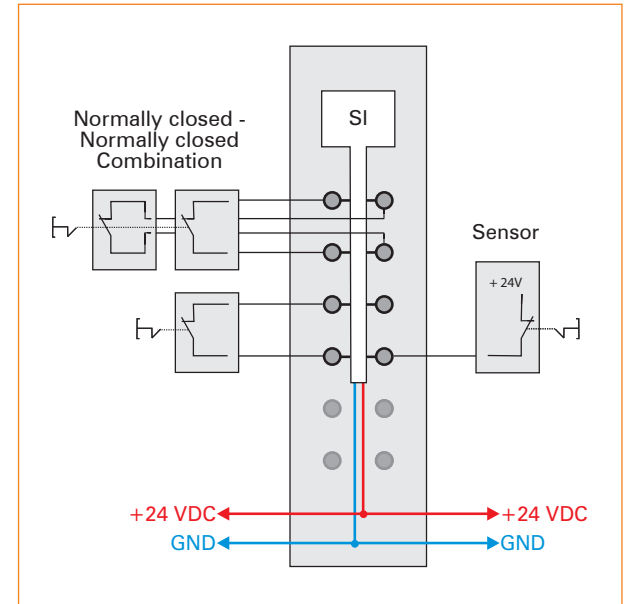 Normally closed -
Normally closed
Combination
SI
Sensor
+ 24V
+24 VDC
+24 VDC
GND
GND